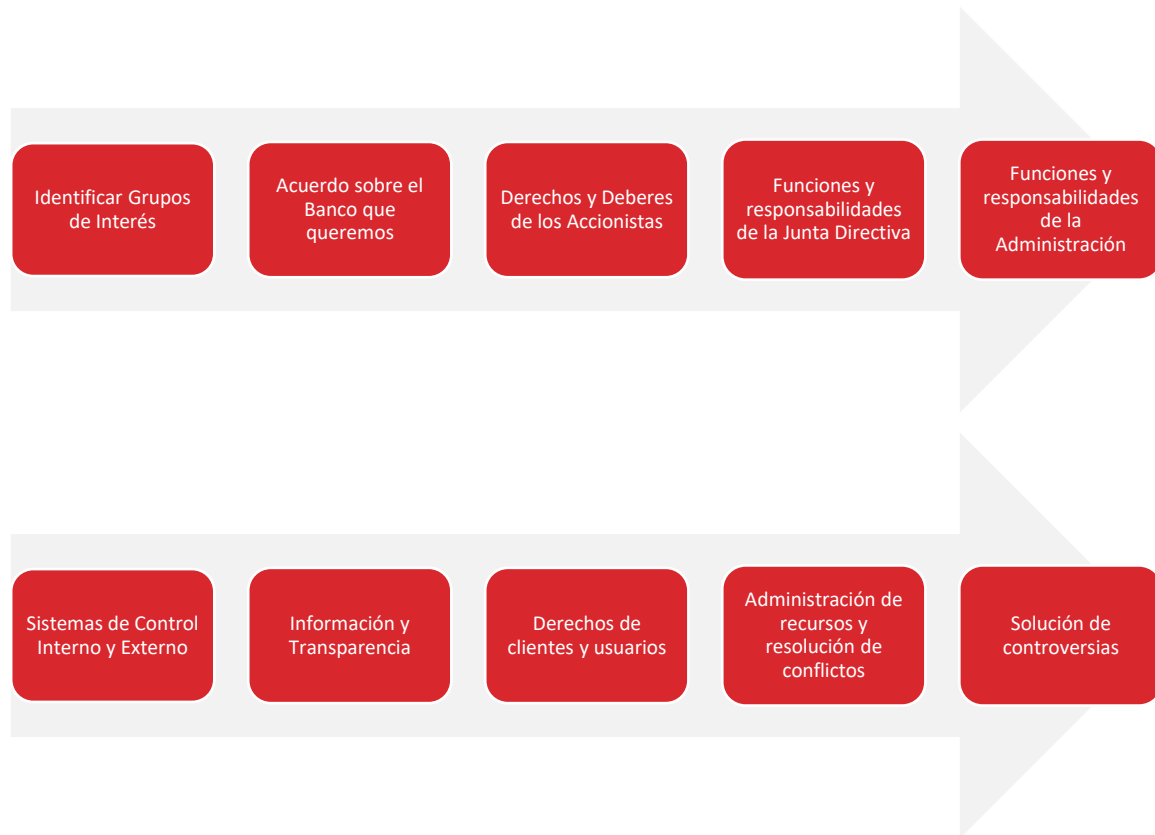 Identificar Grupos
de Interés
Acuerdo sobre el
Banco que
queremos
Derechos y Deberes
de los Accionistas
Funciones y
responsabilidades
de la Junta Directiva
Funciones y
responsabilidades
de la
Administración
Sistemas de Control
Interno y Externo
Información y
Transparencia
Derechos de
clientes y usuarios
Administración de
recursos y
resolución de
conflictos
Solución de
controversias